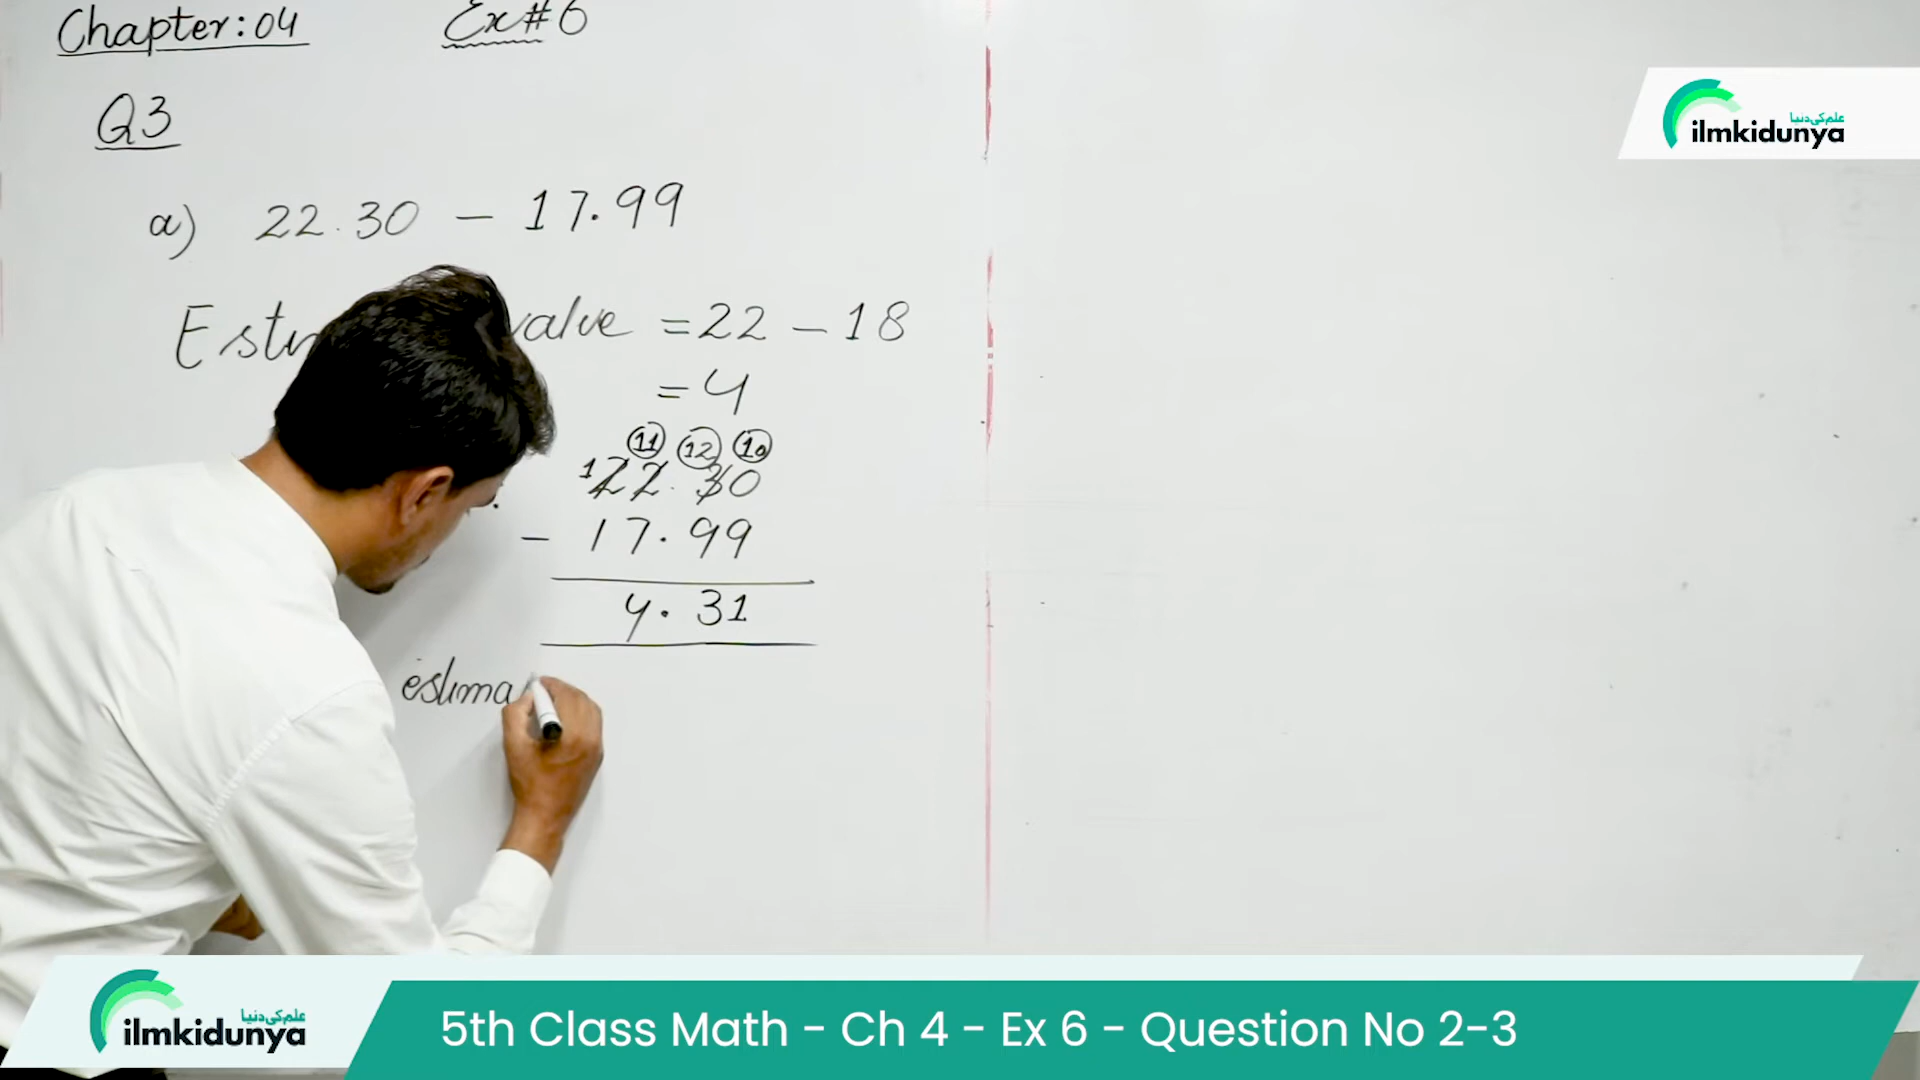 Chapter: 04 Ex#6
Q3
علم کی دنیا
ilmkidunya
a) 22.30 - 17.99
value = 22 - 18
= 4
11 12 10
1 22.30
- 17.99
4.31
estima
علم کی دنیا
ilmkidunya
5th Class Math - Ch 4 - Ex 6 - Question No 2-3